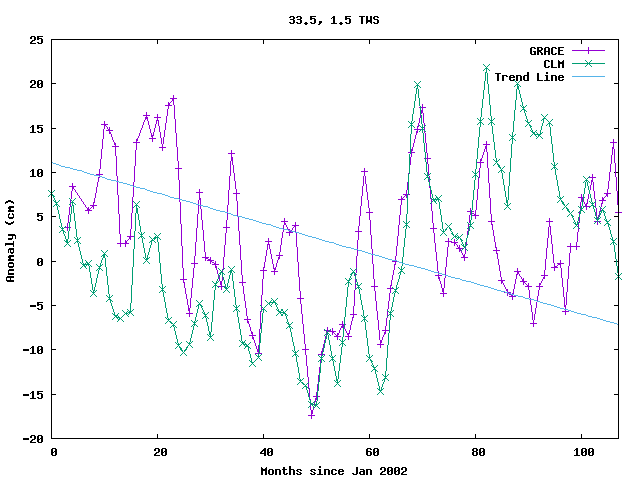 33.5, 1.5 TWS
GRACE
CLM
Trend Line
Anomaly (cm)
25
20
15
10
5
0
-5
-10
-15
-20
0 20 40 60 80 100
Months since Jan 2002